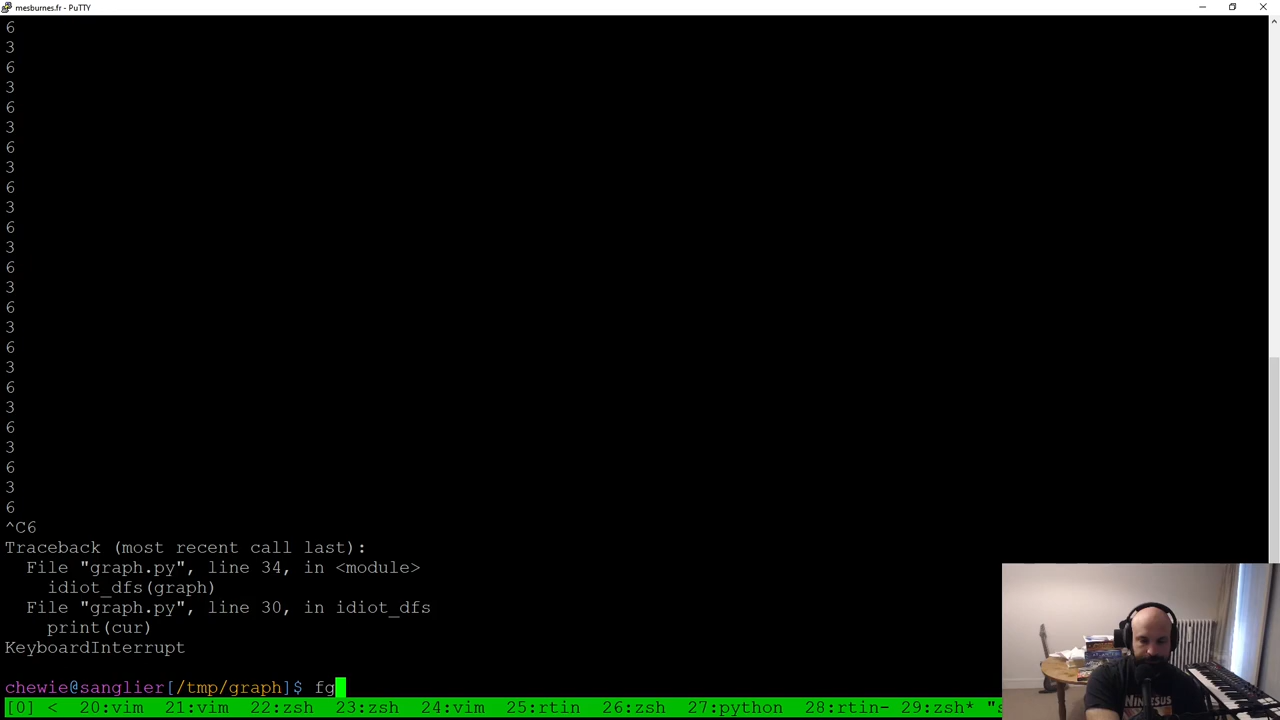 mesburnes.fr - PuTTY
6
3
6
3
6
3
6
3
6
3
6
3
6
3
6
3
6
3
6
3
6
3
6
3
6
^C6
Traceback (most recent call last):
File "graph.py", line 34, in <module>
idiot_dfs(graph)
File "graph.py", line 30, in idiot_dfs
print(cur)
KeyboardInterrupt
chewie@sanglier[/tmp/graph]$ fg
[0] < 20:vim 21:vim 22:zsh 23:zsh 24:vim 25:rtin 26:zsh 27:python 28:rtin- 29:zsh* "s